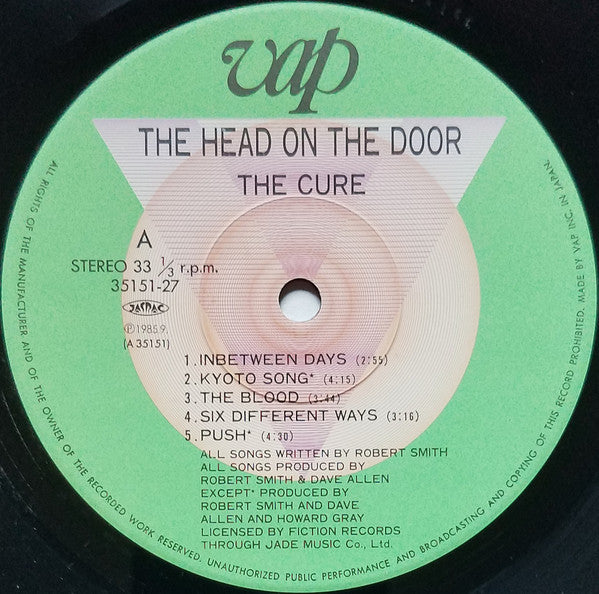 vap
THE HEAD ON THE DOOR
THE CURE
A
STEREO 33 1/3 r.p.m.
35151-27
JASRAC
Ⓟ1985.9.
(A 35151)
1. INBETWEEN DAYS (2:55)
2. KYOTO SONG* (4:15)
3. THE BLOOD (3:44)
4. SIX DIFFERENT WAYS (3:16)
5. PUSH* (4:30)
ALL SONGS WRITTEN BY ROBERT SMITH
ALL SONGS PRODUCED BY
ROBERT SMITH & DAVE ALLEN
EXCEPT* PRODUCED BY
ROBERT SMITH AND DAVE
ALLEN AND HOWARD GRAY
LICENSED BY FICTION RECORDS
THROUGH JADE MUSIC Co., Ltd.
ALL RIGHTS OF THE MANUFACTURER AND OF THE OWNER OF THE RECORDED WORK RESERVED. UNAUTHORIZED PUBLIC PERFORMANCE AND BROADCASTING AND COPYING OF THIS RECORD PROHIBITED. MADE BY VAP INC. IN JAPAN.